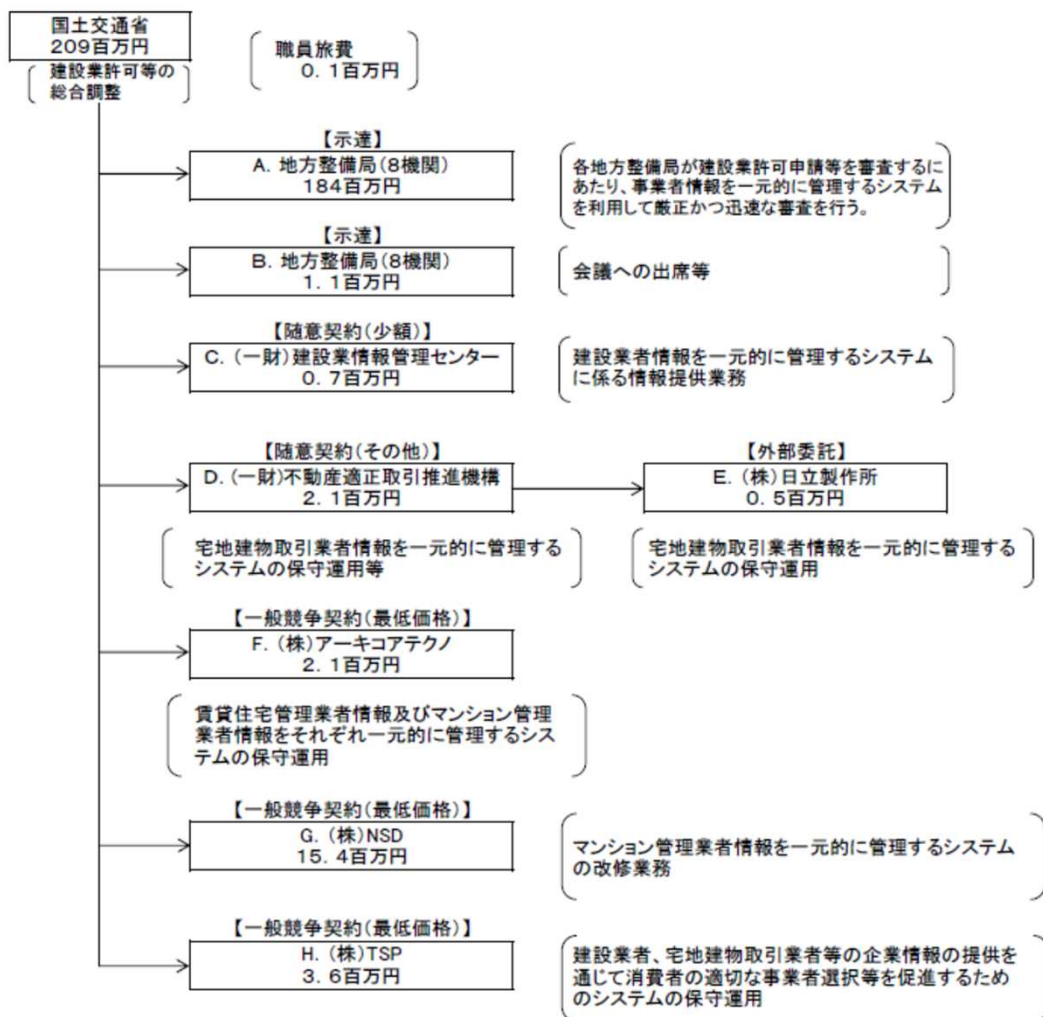 国土交通省
209百万円
建設業許可等の
総合調整
職員旅費
0.1百万円
【示達】
A. 地方整備局(8機関)
184百万円
各地方整備局が建設業許可申請等を審査するに
あたり、事業者情報を一元的に管理するシステム
を利用して厳正かつ迅速な審査を行う。
【示達】
B. 地方整備局(8機関)
1.1百万円
会議への出席等
【随意契約(少額)】
C. (一財)建設業情報管理センター
0.7百万円
建設業者情報を一元的に管理するシステム
に係る情報提供業務
【随意契約(その他)】
D. (一財)不動産適正取引推進機構
2.1百万円
【外部委託】
E. (株)日立製作所
0.5百万円
宅地建物取引業者情報を一元的に管理する
システムの保守運用等
宅地建物取引業者情報を一元的に管理する
システムの保守運用
【一般競争契約(最低価格)】
F. (株)アーキコアテクノ
2.1百万円
賃貸住宅管理業者情報及びマンション管理
業者情報をそれぞれ一元的に管理するシス
テムの保守運用
【一般競争契約(最低価格)】
G. (株)NSD
15.4百万円
マンション管理業者情報を一元的に管理するシステム
の改修業務
【一般競争契約(最低価格)】
H. (株)TSP
3.6百万円
建設業者、宅地建物取引業者等の企業情報の提供を
通じて消費者の適切な事業者選択等を促進するため
のシステムの保守運用